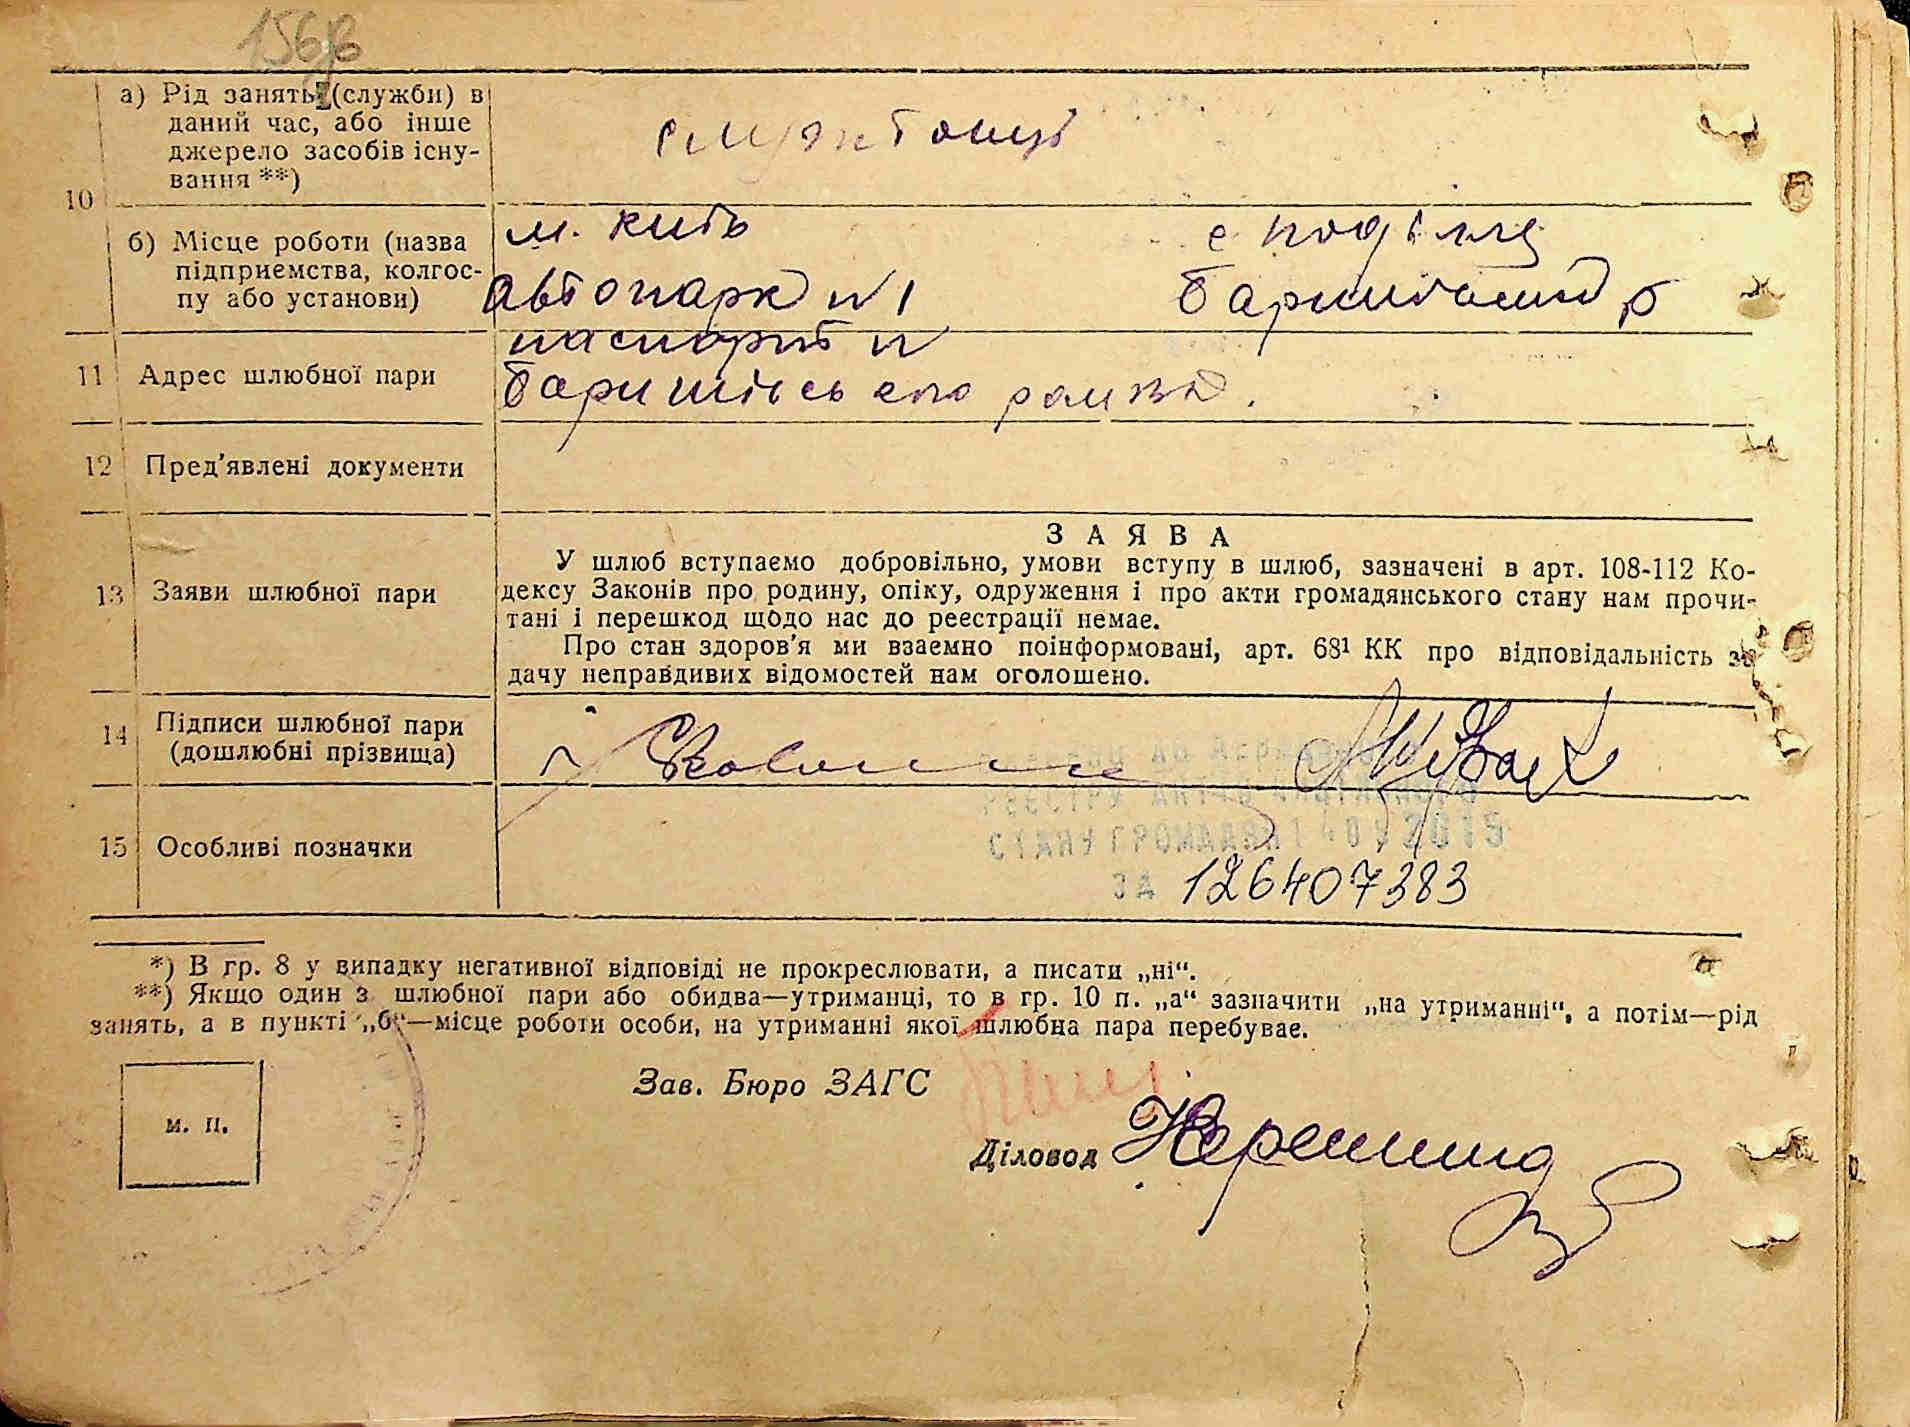 а) Рід занять (служби) в
даний час, або інше
джерело засобів існу-
вання **)
10
б) Місце роботи (назва
підприємства, колгос-
пу або установи)
м. київ
автопарк N 1
с. поділля
11 Адрес шлюбної пари
паспорт N
12 Пред'явлені документи
13 Заяви шлюбної пари
ЗАЯВА
У шлюб вступаємо добровільно, умови вступу в шлюб, зазначені в арт. 108-112 Ко-
дексу Законів про родину, опіку, одруження і про акти громадянського стану нам прочи-
тані і перешкод щодо нас до реєстрації немає.
Про стан здоров'я ми взаємно поінформовані, арт. 68¹ КК про відповідальність за
дачу неправдивих відомостей нам оголошено.
14 Підписи шлюбної пари
(дошлюбні прізвища)
15 Особливі позначки
РЕЄСТРУ АКТІВ
СТАНУ ГРОМАДЯН 2015
ЗА 126407383
*) В гр. 8 у випадку негативної відповіді не прокреслювати, а писати „ні“.
**) Якщо один з шлюбної пари або обидва—утриманці, то в гр. 10 п. „а“ зазначити „на утриманні“, а потім—рід
занять, а в пункті „б“—місце роботи особи, на утриманні якої шлюбна пара перебуває.
м. п.
Зав. Бюро ЗАГС
Діловод